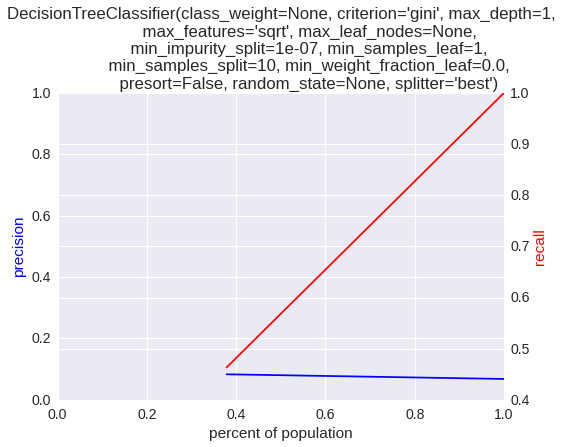 DecisionTreeClassifier(class_weight=None, criterion='gini', max_depth=1,
max_features='sqrt', max_leaf_nodes=None,
min_impurity_split=1e-07, min_samples_leaf=1,
min_samples_split=10, min_weight_fraction_leaf=0.0,
presort=False, random_state=None, splitter='best')
1.0
0.8
0.6
0.4
0.2
0.0
precision
1.0
0.9
0.8
0.7
0.6
0.5
0.4
recall
0.0 0.2 0.4 0.6 0.8 1.0
percent of population